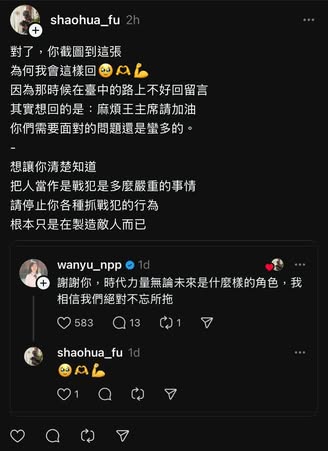 shaohua_fu 2h
對了，你截圖到這張
為何我會這樣回🥹🫶💪
因為那時候在臺中的路上不好回留言
其實想回的是：麻煩王主席請加油
你們需要面對的問題還是蠻多的。
-
想讓你清楚知道
把人當作是戰犯是多麼嚴重的事情
請停止你各種抓戰犯的行為
根本只是在製造敵人而已
wanyu_npp 1d
謝謝你，時代力量無論未來是什麼樣的角色，我
相信我們絕對不忘所拖
583 13 1
shaohua_fu 1d
🥹🫶💪
1